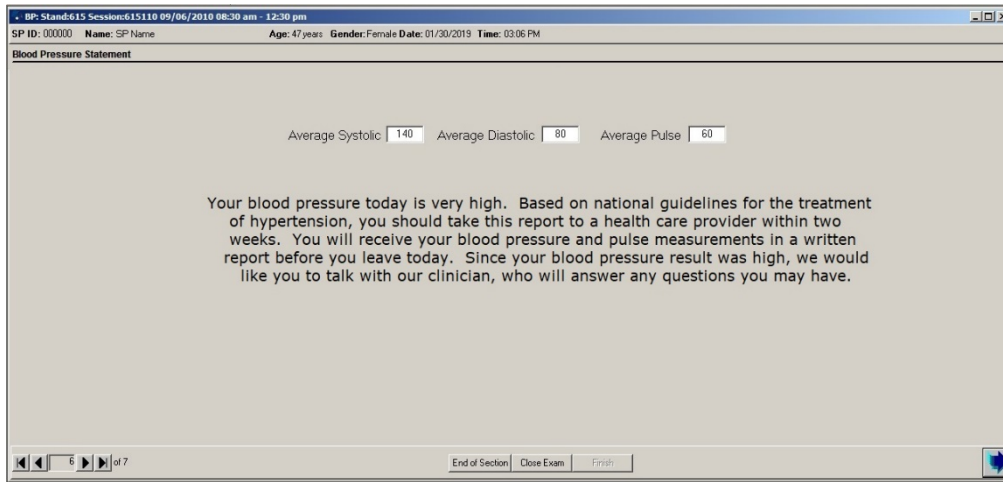 BP: Stand:615 Session:615110 09/06/2010 08:30 am - 12:30 pm
SP ID: 000000 Name: SP Name Age: 47 years Gender: Female Date: 01/30/2019 Time: 03:06 PM
Blood Pressure Statement
Average Systolic 140 Average Diastolic 80 Average Pulse 60
Your blood pressure today is very high. Based on national guidelines for the treatment
of hypertension, you should take this report to a health care provider within two
weeks. You will receive your blood pressure and pulse measurements in a written
report before you leave today. Since your blood pressure result was high, we would
like you to talk with our clinician, who will answer any questions you may have.
6 of 7 End of Section Close Exam Finish